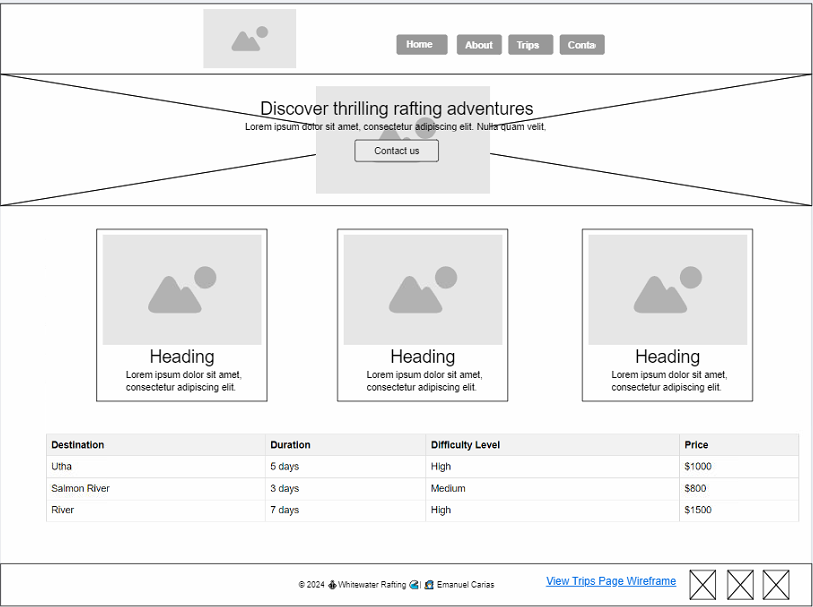 Home About Trips Conta
Discover thrilling rafting adventures
Lorem ipsum dolor sit amet, consectetur adipiscing elit. Nulla quam velit,
Contact us
Heading
Lorem ipsum dolor sit amet,
consectetur adipiscing elit.
Heading
Lorem ipsum dolor sit amet,
consectetur adipiscing elit.
Heading
Lorem ipsum dolor sit amet,
consectetur adipiscing elit.
Destination Duration Difficulty Level Price
Utha 5 days High $1000
Salmon River 3 days Medium $800
River 7 days High $1500
© 2024 Whitewater Rafting | Emanuel Carias
View Trips Page Wireframe